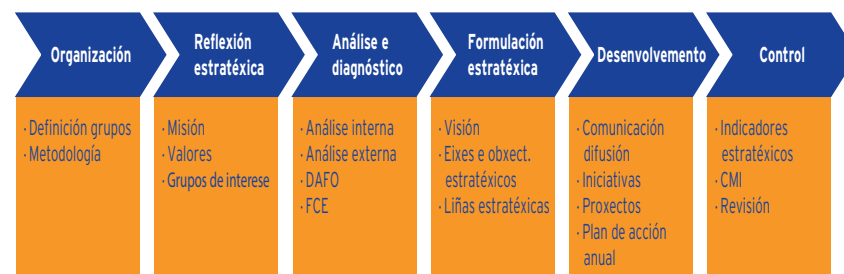 Organización
· Definición grupos
· Metodología
Reflexión
estratéxica
· Misión
· Valores
· Grupos de interese
Análise e
diagnóstico
· Análise interna
· Análise externa
· DAFO
· FCE
Formulación
estratéxica
· Visión
· Eixes e obxect.
estratéxicos
· Liñas estratéxicas
Desenvolvemento
· Comunicación
difusión
· Iniciativas
· Proxectos
· Plan de acción
anual
Control
· Indicadores
estratéxicos
· CMI
· Revisión